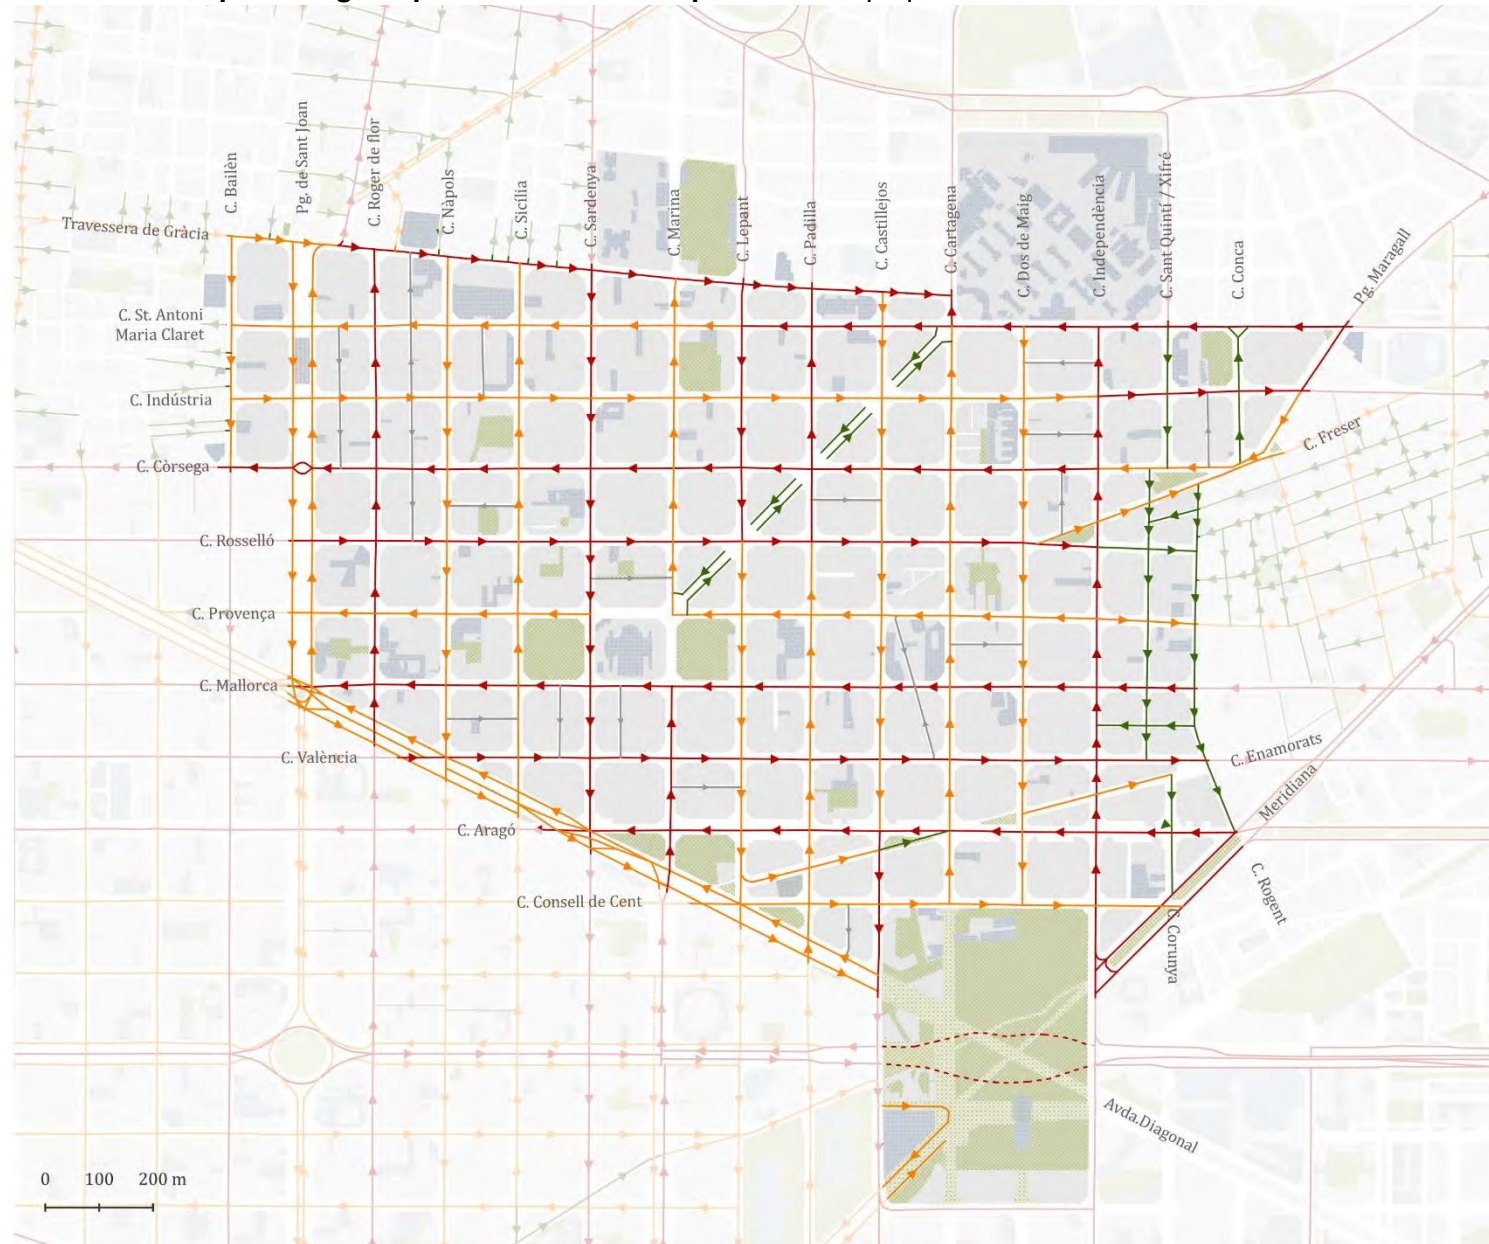 C. Bailèn
Pg. de Sant Joan
C. Roger de flor
C. Nàpols
C. Sicília
C. Sardenya
C. Marina
C. Lepant
C. Padilla
C. Castillejos
C. Cartagena
C. Dos de Maig
C. Independència
C. Sant Quintí / Xifré
C. Conca
Pg. Maragall
Travessera de Gràcia
C. St. Antoni
Maria Claret
C. Indústria
C. Freser
C. Còrsega
C. Rosselló
C. Provença
C. Mallorca
C. València
C. Enamorats
Meridiana
C. Aragó
C. Rogent
C. Consell de Cent
C. Corunya
Avda.Diagonal
0 100 200 m